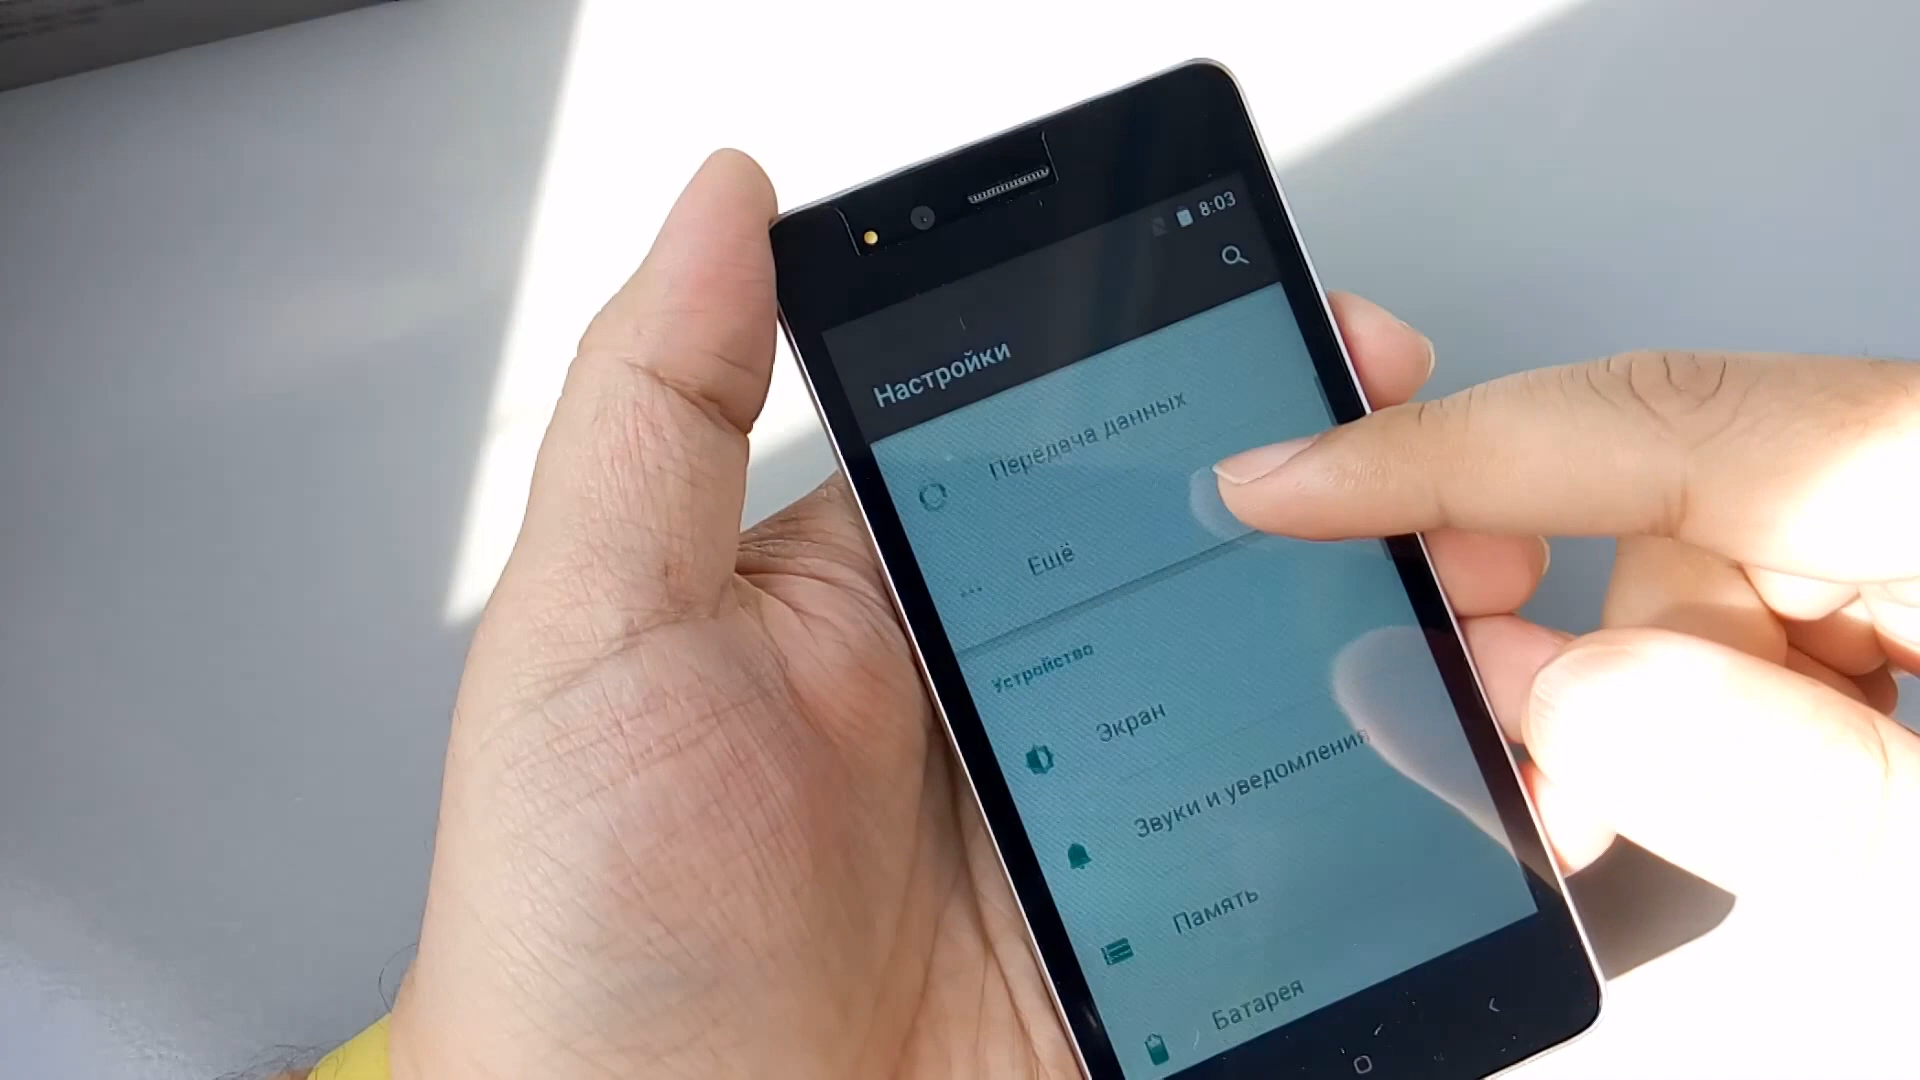 8:03
Настройки
Передача данных
Ещё
Устройство
Экран
Звуки и уведомления
Память
Батарея